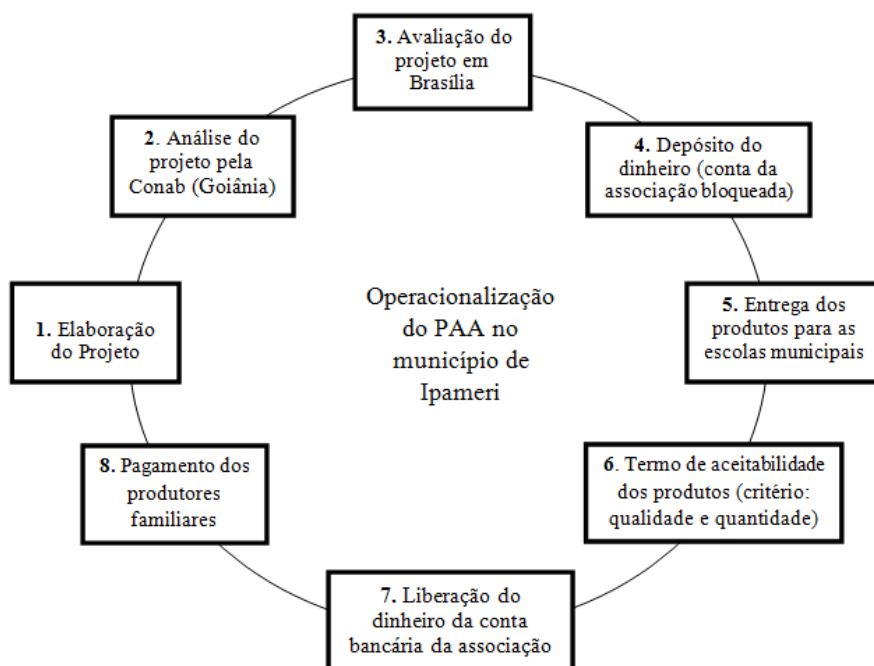 1. Elaboração
do Projeto
2. Análise do
projeto pela
Conab (Goiânia)
3. Avaliação do
projeto em
Brasília
4. Depósito do
dinheiro (conta da
associação bloqueada)
5. Entrega dos
produtos para as
escolas municipais
6. Termo de aceitabilidade
dos produtos (critério:
qualidade e quantidade)
7. Liberação do
dinheiro da conta
bancária da associação
8. Pagamento dos
produtores
familiares
Operacionalização
do PAA no
município de
Ipameri